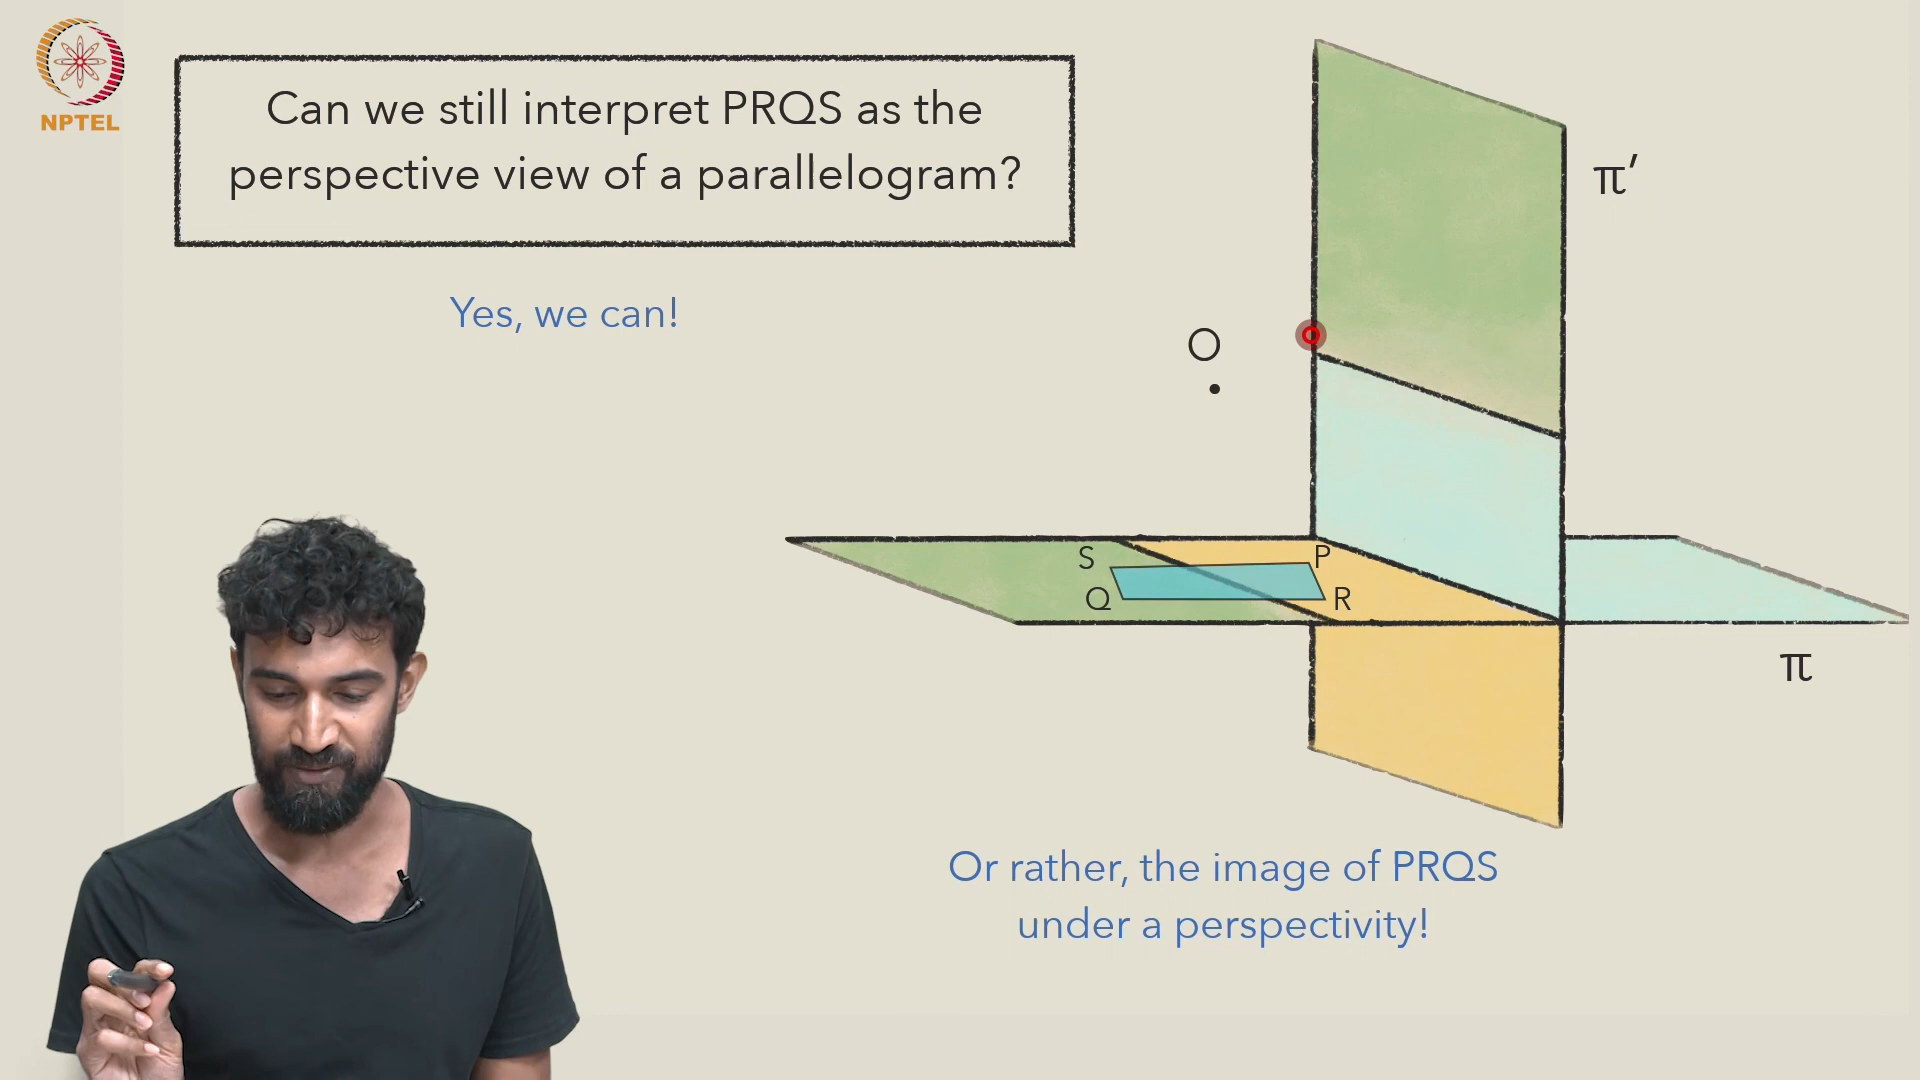 NPTEL
Can we still interpret PRQS as the
perspective view of a parallelogram?
Yes, we can!
π′
O
S
P
Q
R
π
Or rather, the image of PRQS
under a perspectivity!